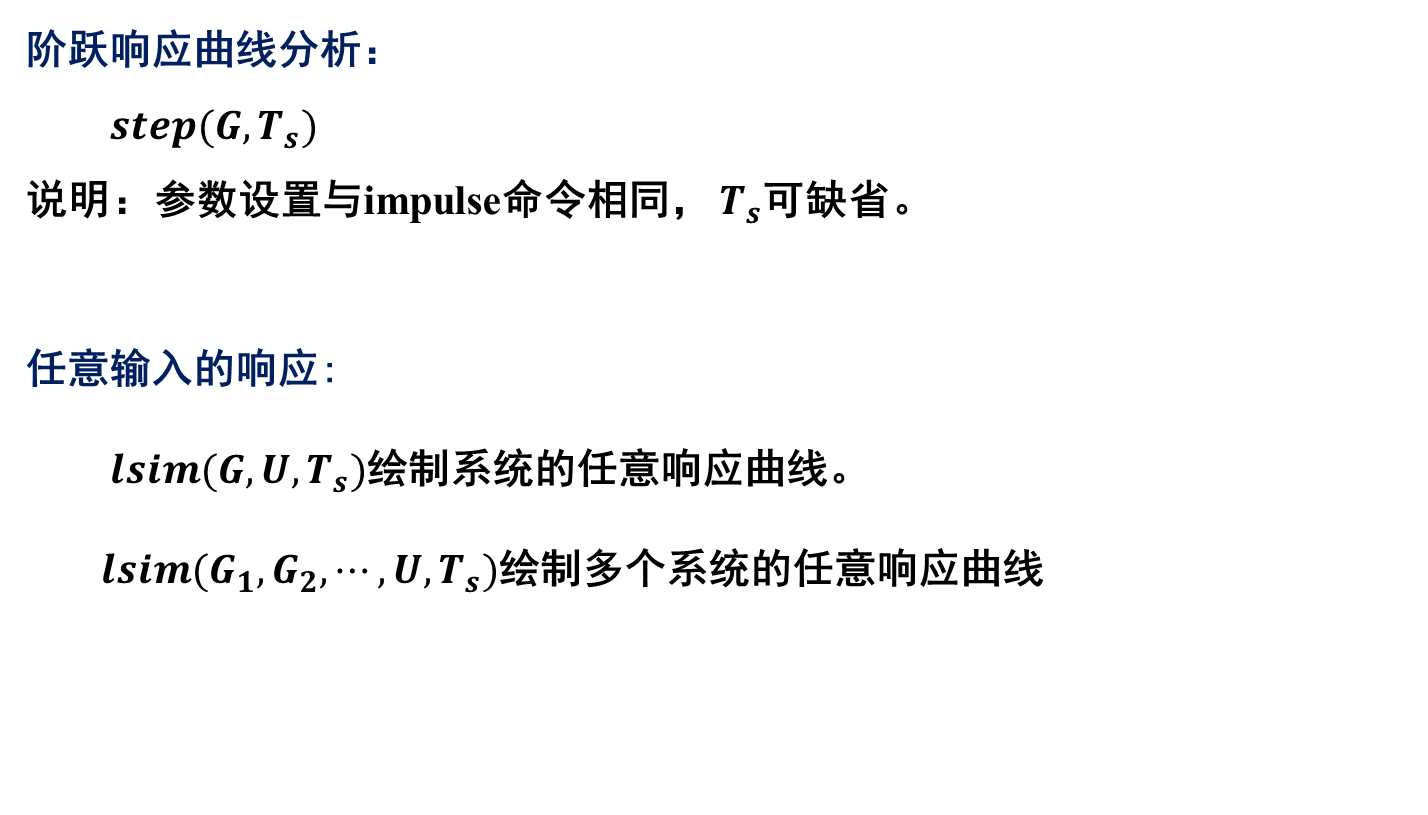 阶跃响应曲线分析：
step(G,Tₛ)
说明：参数设置与impulse命令相同，Tₛ可缺省。
任意输入的响应:
lsim(G,U,Tₛ)绘制系统的任意响应曲线。
lsim(G₁,G₂,⋯,U,Tₛ)绘制多个系统的任意响应曲线